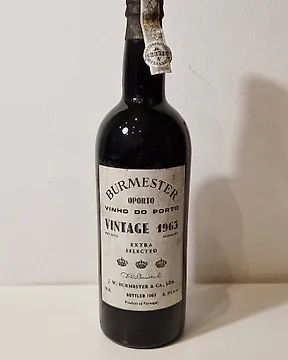 BURMESTER
OPORTO
VINHO DO PORTO
VINTAGE 1963
EXTRA
SELECTED
J. W. BURMESTER & CA., LDA.
BOTTLED 1965
Product of Portugal